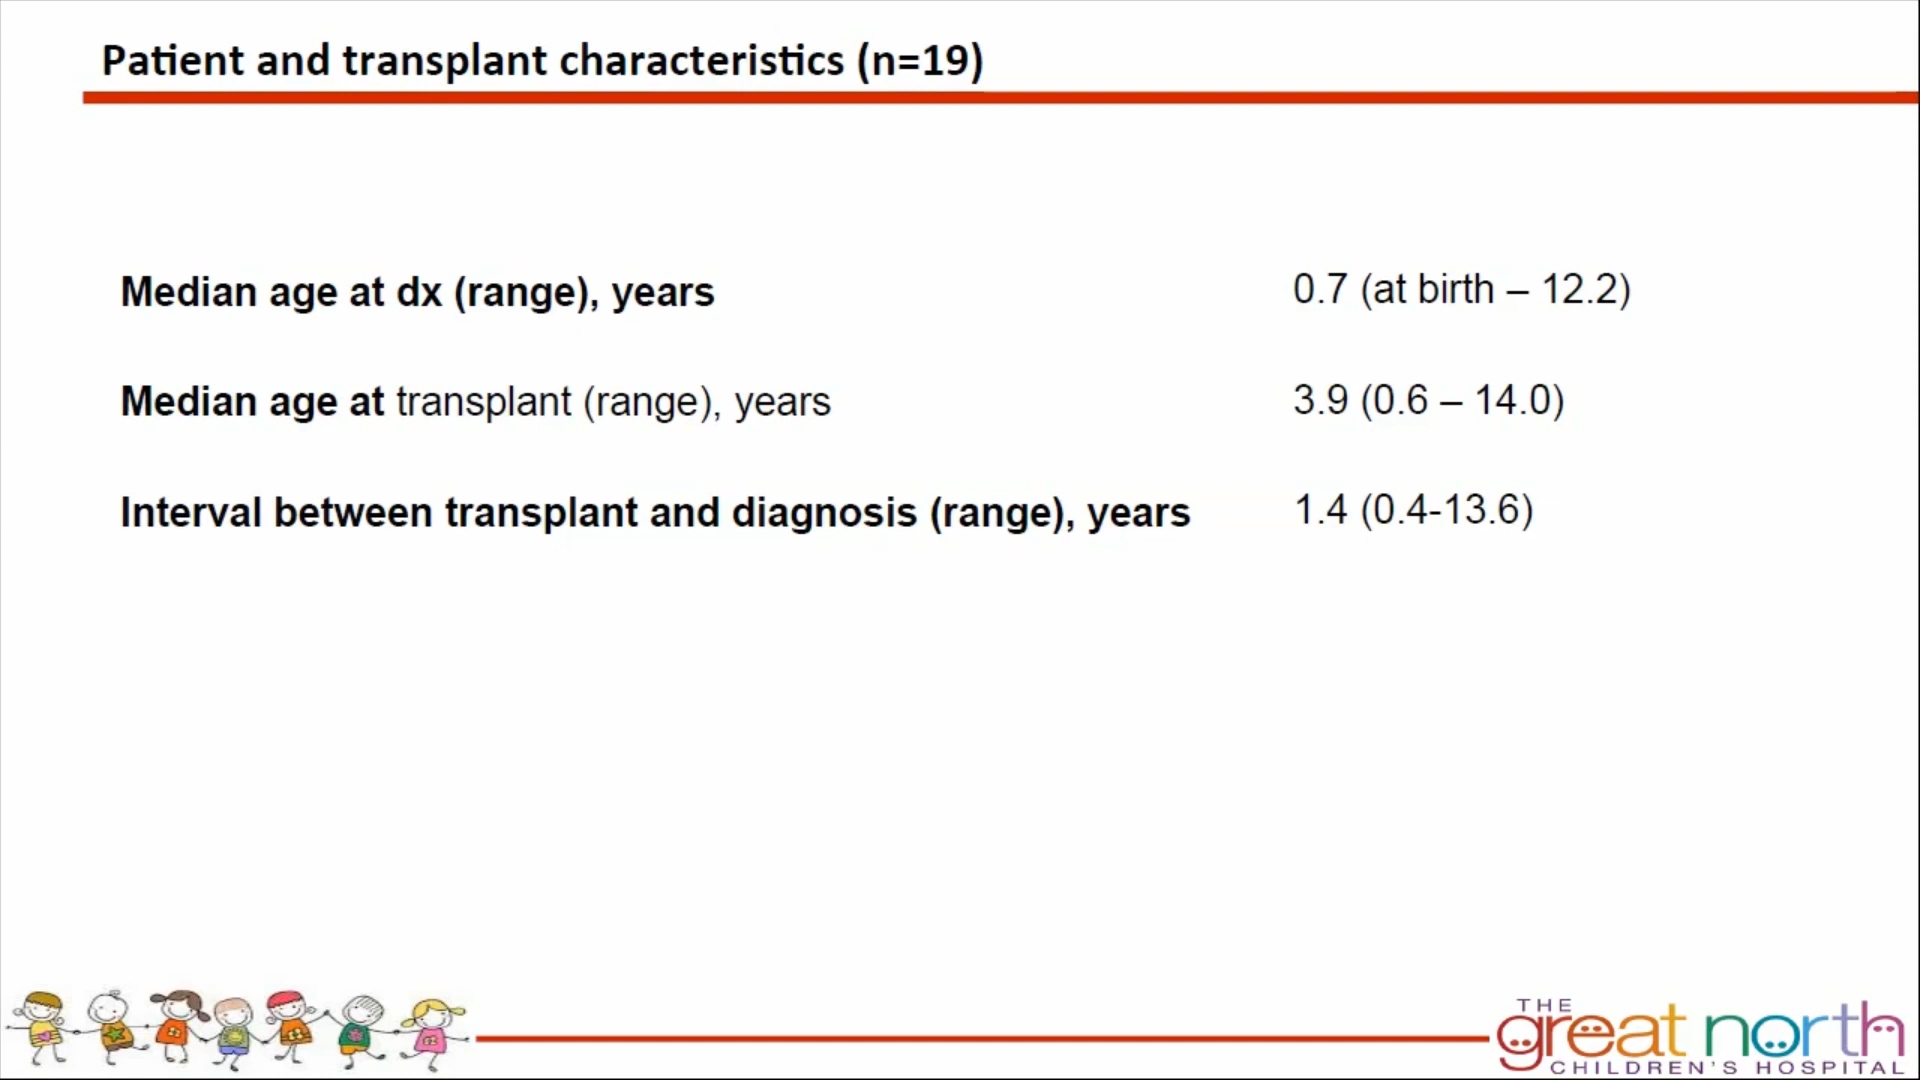 Patient and transplant characteristics (n=19)
Median age at dx (range), years 0.7 (at birth – 12.2)
Median age at transplant (range), years 3.9 (0.6 – 14.0)
Interval between transplant and diagnosis (range), years 1.4 (0.4-13.6)
THE
great north
CHILDREN'S HOSPITAL